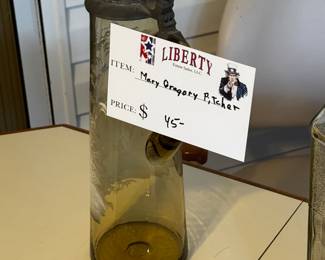 LIBERTY
Estate Sales, LLC
ITEM: Mary Gregory Pitcher
PRICE: $ 45-